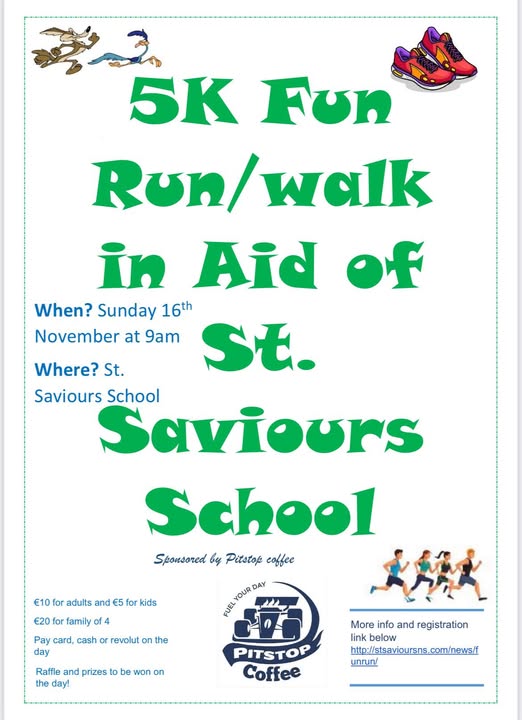 5K Fun
Run/walk
in Aid of
St.
Saviours
School
When? Sunday 16th
November at 9am
Where? St.
Saviours School
Sponsored by Pitstop coffee
€10 for adults and €5 for kids
€20 for family of 4
Pay card, cash or revolut on the
day
Raffle and prizes to be won on
the day!
FUEL YOUR DAY
PITSTOP
Coffee
More info and registration
link below
http://stsavioursns.com/news/f
unrun/